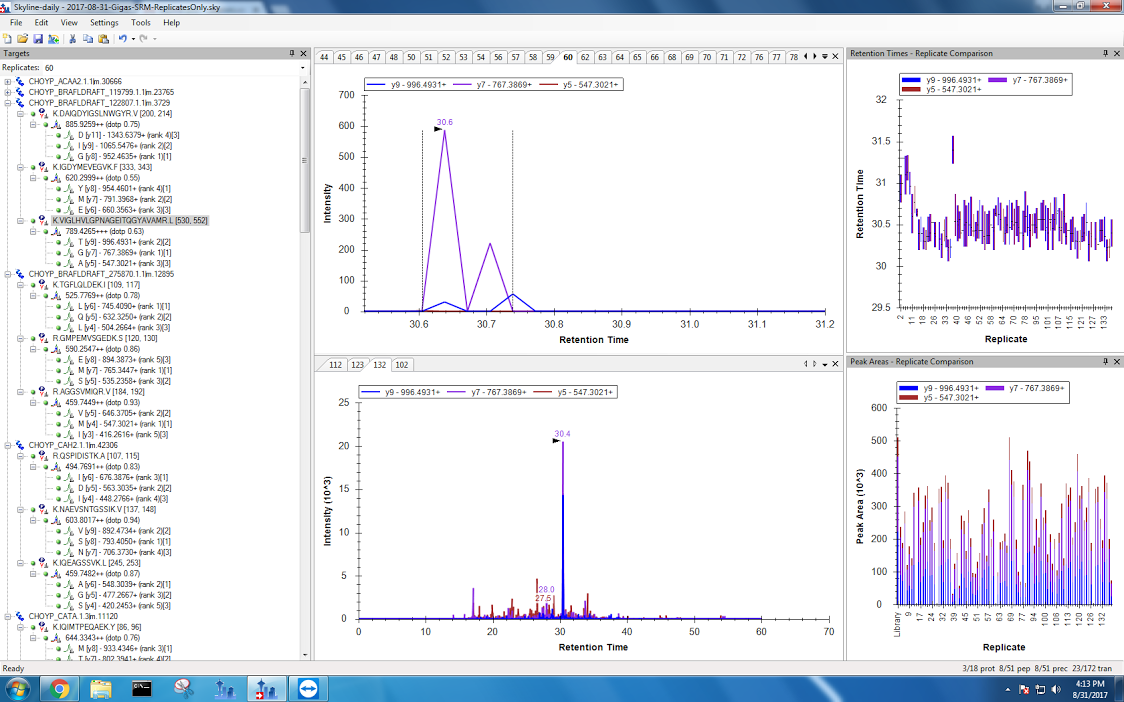 Skyline-daily - 2017-08-31-Gigas-SRM-ReplicatesOnly.sky
File Edit View Settings Tools Help
Targets
Replicates: 60
CHOYP_ACAA2.1.1|m.30666
CHOYP_BRAFLDRAFT_119799.1.1|m.23765
CHOYP_BRAFLDRAFT_122807.1.1|m.3729
K.DAIQDYIGSLNWGYR.V [200, 214]
885.9259++ (dotp 0.75)
D [y11] - 1343.6379+ (rank 4)[3]
I [y9] - 1065.5476+ (rank 2)[2]
G [y8] - 952.4635+ (rank 1)[1]
K.IGDYMEVEGVK.F [333, 343]
620.2999++ (dotp 0.55)
Y [y8] - 954.4601+ (rank 4)[1]
M [y7] - 791.3968+ (rank 2)[2]
E [y6] - 660.3563+ (rank 3)[3]
K.VIGLHVLGPNAGEITQGYAVAMR.L [530, 552]
789.4265+++ (dotp 0.63)
T [y9] - 996.4931+ (rank 2)[2]
G [y7] - 767.3869+ (rank 1)[1]
A [y5] - 547.3021+ (rank 3)[3]
CHOYP_BRAFLDRAFT_275870.1.1|m.12895
K.TGFLQLDEK.I [109, 117]
525.7769++ (dotp 0.78)
L [y6] - 745.4090+ (rank 1)[1]
Q [y5] - 632.3250+ (rank 2)[2]
L [y4] - 504.2664+ (rank 3)[3]
R.GMPEMVSGEDK.S [120, 130]
590.2547++ (dotp 0.86)
E [y8] - 894.3873+ (rank 5)[3]
M [y7] - 765.3447+ (rank 1)[1]
S [y5] - 535.2358+ (rank 3)[2]
R.AGGSVMIQR.V [184, 192]
459.7449++ (dotp 0.93)
V [y5] - 646.3705+ (rank 2)[2]
M [y4] - 547.3021+ (rank 1)[1]
I [y3] - 416.2616+ (rank 5)[3]
CHOYP_CAH2.1.1|m.42306
R.QSPIDISTK.A [107, 115]
494.7691++ (dotp 0.83)
I [y6] - 676.3876+ (rank 3)[1]
D [y5] - 563.3035+ (rank 2)[2]
I [y4] - 448.2766+ (rank 4)[3]
K.NAEVSNTGSSIK.V [137, 148]
603.8017++ (dotp 0.94)
V [y9] - 892.4734+ (rank 2)[2]
S [y8] - 793.4050+ (rank 1)[1]
N [y7] - 706.3730+ (rank 4)[3]
K.IQEAGSSVK.L [245, 253]
459.7482++ (dotp 0.87)
A [y6] - 548.3039+ (rank 2)[1]
G [y5] - 477.2667+ (rank 3)[2]
S [y4] - 420.2453+ (rank 5)[3]
CHOYP_CATA.1.3|m.11120
K.IQIMTPEQAEK.Y [86, 96]
644.3343++ (dotp 0.76)
M [y8] - 933.4346+ (rank 3)[1]
T [y7] - 802.3941+ (rank 4)[2]
44 45 46 47 48 50 51 52 53 54 55 56 57 58 59 60 62 63 64 65 66 68 69 70 71 72 76 77 78
y9 - 996.4931+ y7 - 767.3869+ y5 - 547.3021+
30.6
Intensity
700
600
500
400
300
200
100
0
30.6 30.7 30.8 30.9 31.0 31.1 31.2
Retention Time
112 123 132 102
y9 - 996.4931+ y7 - 767.3869+ y5 - 547.3021+
30.4
28.0
27.5
Intensity (10^3)
25
20
15
10
5
0
0 10 20 30 40 50 60 70
Retention Time
Retention Times - Replicate Comparison
y9 - 996.4931+ y7 - 767.3869+
y5 - 547.3021+
Retention Time
32
31.5
31
30.5
30
29.5
2 11 18 26 33 40 46 52 58 64 70 78 95 101 107 115 121 127 133
Replicate
Peak Areas - Replicate Comparison
y9 - 996.4931+ y7 - 767.3869+
y5 - 547.3021+
Peak Area (10^3)
600
500
400
300
200
100
0
Library 9 17 24 32 39 45 51 57 63 69 77 94 100 106 113 120 126 132
Replicate
Ready
3/18 prot 8/51 pep 8/51 prec 23/172 tran
4:13 PM
8/31/2017